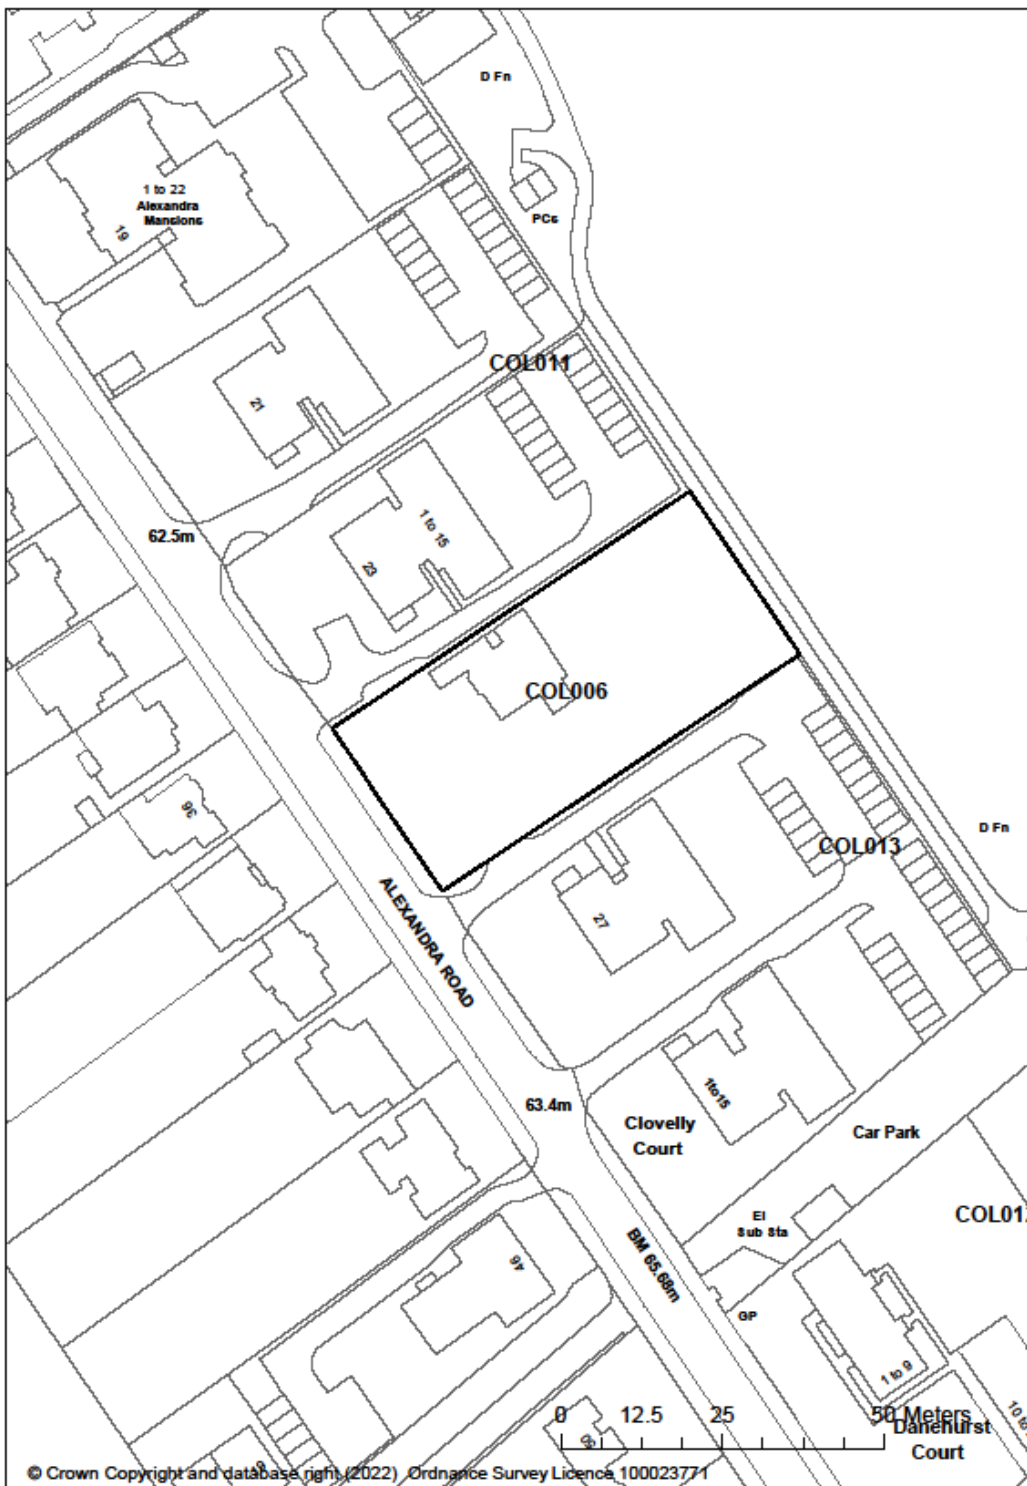 D Fn
1 to 22
Alexandra
Mansions
19
PCs
21
COL011
1 to 15
23
62.5m
COL006
36
D Fn
COL013
ALEXANDRA ROAD
27
63.4m
1to15
Clovelly
Court
Car Park
El
Sub Sta
46
BM 65.68m
GP
1 to 9
0 12.5 25 50 Meters
Danehurst
Court
50
© Crown Copyright and database right (2022) Ordnance Survey Licence 100023771